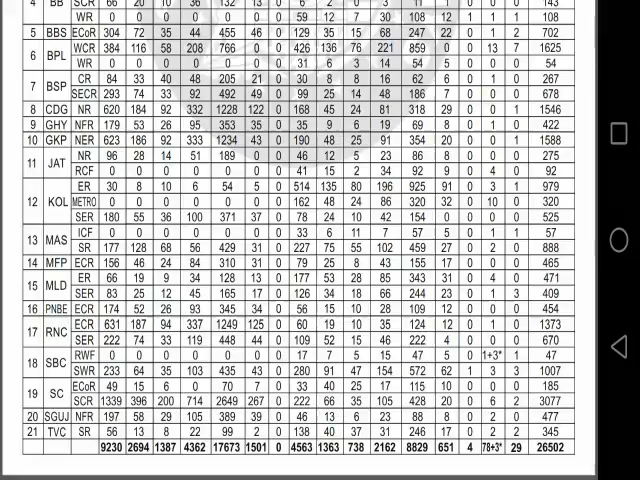 4 BB SCR 66 20 10 36 132 13 0 6 2 0 3 11 1 0 0 0 143
WR 0 0 0 0 0 0 0 59 12 7 30 108 12 1 1 1 108
5 BBS ECoR 304 72 35 44 455 46 0 129 35 15 68 247 22 0 1 2 702
6 BPL WCR 384 116 58 208 766 0 0 426 136 76 221 859 0 0 13 7 1625
WR 0 0 0 0 0 0 0 31 6 3 14 54 5 0 0 0 54
7 BSP CR 84 33 40 48 205 21 0 30 8 8 16 62 6 0 1 0 267
SECR 293 74 33 92 492 49 0 99 25 14 48 186 7 0 0 0 678
8 CDG NR 620 184 92 332 1228 122 0 168 45 24 81 318 29 0 0 1 1546
9 GHY NFR 179 53 26 95 353 35 0 35 9 6 19 69 8 0 1 0 422
10 GKP NER 623 186 92 333 1234 43 0 190 48 25 91 354 20 0 0 1 1588
11 JAT NR 96 28 14 51 189 0 0 46 12 5 23 86 8 0 0 0 275
RCF 0 0 0 0 0 0 0 41 15 2 34 92 9 0 4 0 92
12 KOL ER 30 8 10 6 54 5 0 514 135 80 196 925 91 0 3 1 979
METRO 0 0 0 0 0 0 0 162 48 24 86 320 32 0 10 0 320
SER 180 55 36 100 371 37 0 78 24 10 42 154 0 0 0 0 525
13 MAS ICF 0 0 0 0 0 0 0 33 6 11 7 57 5 0 1 1 57
SR 177 128 68 56 429 31 0 227 75 55 102 459 27 0 2 0 888
14 MFP ECR 156 46 24 84 310 31 0 79 25 8 43 155 17 0 0 0 465
15 MLD ER 66 19 9 34 128 13 0 177 53 28 85 343 31 0 4 0 471
SER 83 25 12 45 165 17 0 126 34 18 66 244 23 0 1 3 409
16 PNBE ECR 174 52 26 93 345 34 0 56 15 10 28 109 12 0 0 0 454
17 RNC ECR 631 187 94 337 1249 125 0 60 19 10 35 124 12 0 1 0 1373
SER 222 74 33 119 448 44 0 109 52 15 46 222 4 0 0 0 670
18 SBC RWF 0 0 0 0 0 0 0 17 7 5 15 47 5 0 1+3* 1 47
SWR 233 64 35 103 435 43 0 280 91 47 154 572 62 1 3 3 1007
19 SC ECoR 49 15 6 0 70 7 0 33 40 25 17 115 10 0 0 0 185
SCR 1339 396 200 714 2649 267 0 222 66 35 105 428 20 0 6 2 3077
20 SGUJ NFR 197 58 29 105 389 39 0 46 13 6 23 88 8 0 2 0 477
21 TVC SR 56 13 8 22 99 2 0 138 40 37 31 246 17 0 2 2 345
9230 2694 1387 4362 17673 1501 0 4563 1363 738 2162 8829 651 4 78+3* 29 26502